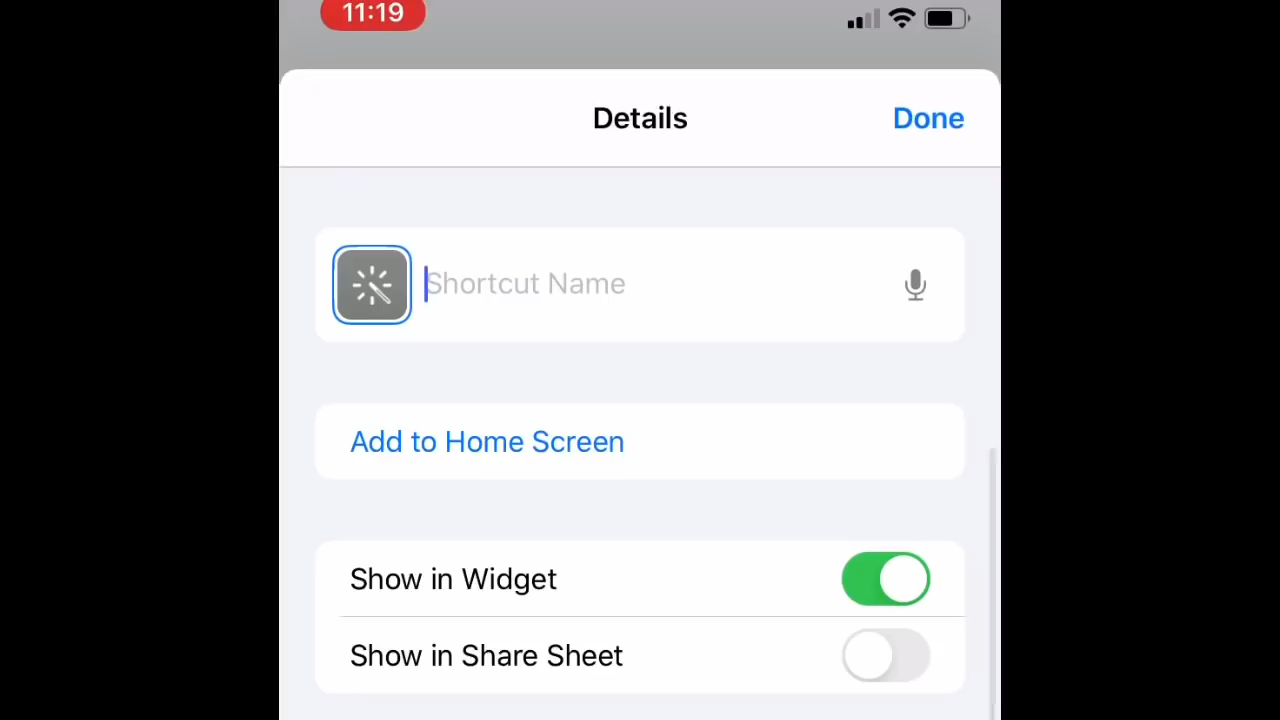 11:19
Details
Done
Shortcut Name
Add to Home Screen
Show in Widget
Show in Share Sheet